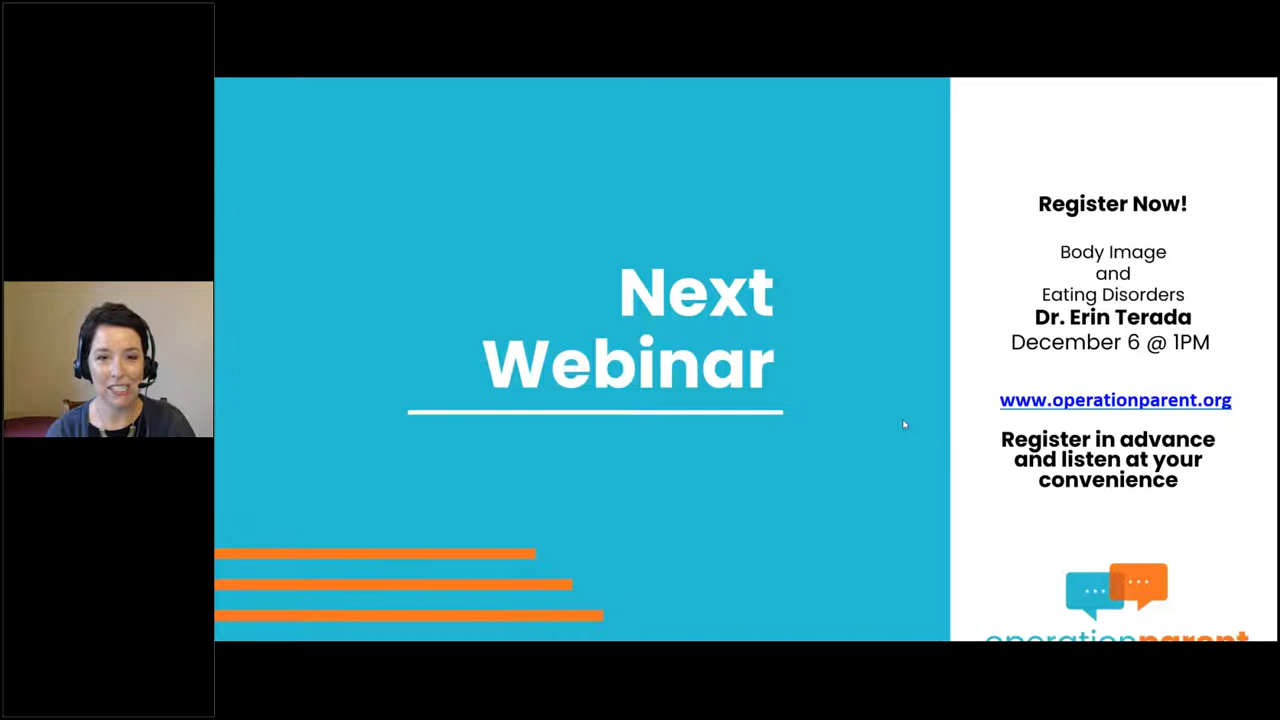 Next
Webinar
Register Now!
Body Image
and
Eating Disorders
Dr. Erin Terada
December 6 @ 1PM
www.operationparent.org
Register in advance
and listen at your
convenience
operationparent